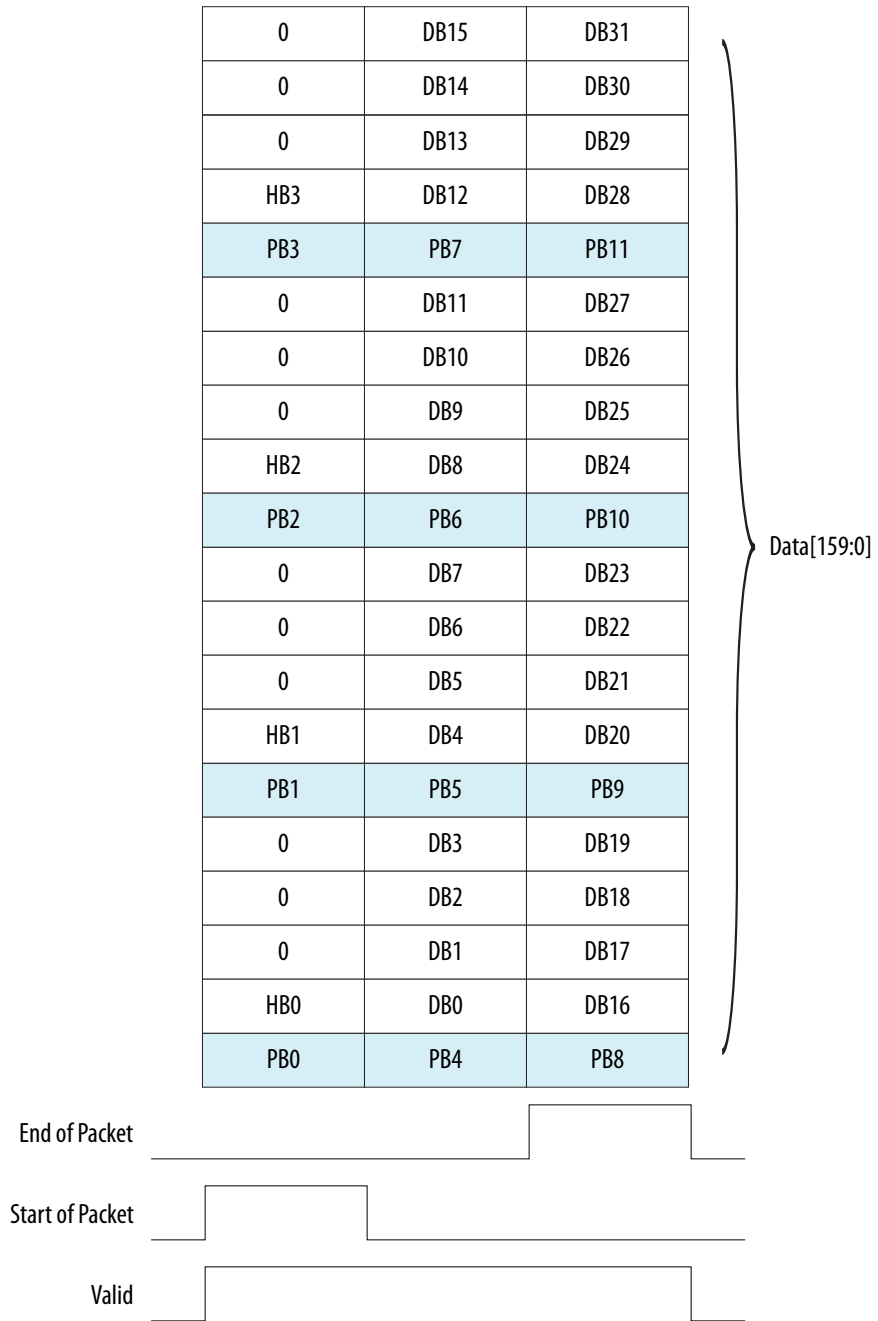 0 DB15 DB31
0 DB14 DB30
0 DB13 DB29
HB3 DB12 DB28
PB3 PB7 PB11
0 DB11 DB27
0 DB10 DB26
0 DB9 DB25
HB2 DB8 DB24
PB2 PB6 PB10
Data[159:0]
0 DB7 DB23
0 DB6 DB22
0 DB5 DB21
HB1 DB4 DB20
PB1 PB5 PB9
0 DB3 DB19
0 DB2 DB18
0 DB1 DB17
HB0 DB0 DB16
PB0 PB4 PB8
End of Packet
Start of Packet
Valid